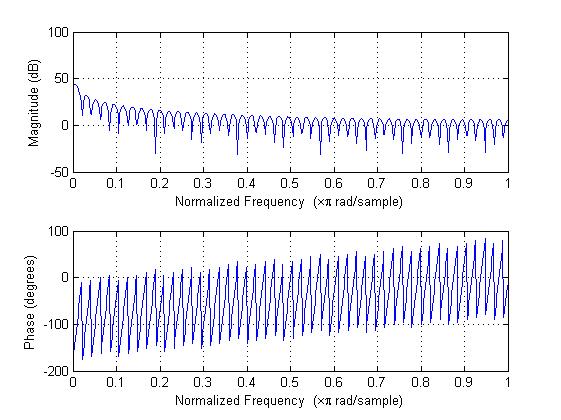 100
50
0
-50
Magnitude (dB)
0 0.1 0.2 0.3 0.4 0.5 0.6 0.7 0.8 0.9 1
Normalized Frequency (×π rad/sample)
100
0
-100
-200
Phase (degrees)
0 0.1 0.2 0.3 0.4 0.5 0.6 0.7 0.8 0.9 1
Normalized Frequency (×π rad/sample)